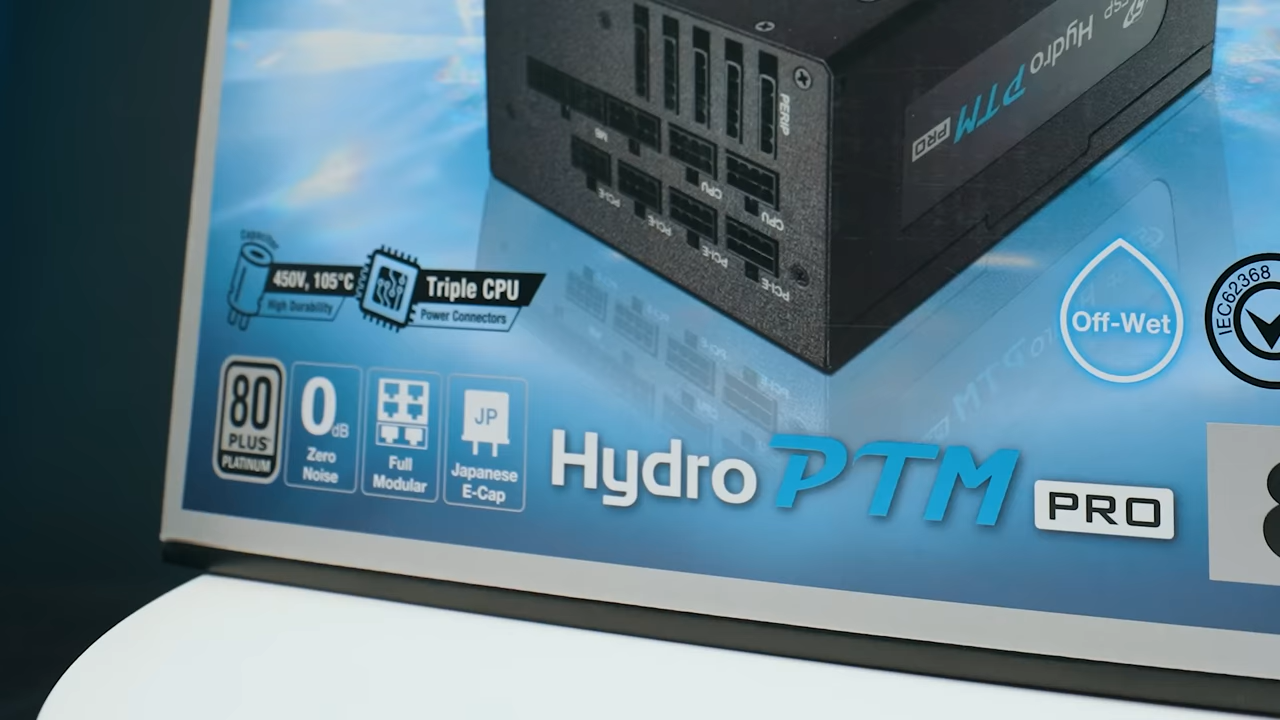 FSP
Hydro PTM PRO
PERIP
MB
CPU
CPU
PCI-E
PCI-E
PCI-E
PCI-E
CAPACITOR
450V, 105°C
High Durability
Triple CPU
Power Connectors
Off-Wet
IEC62368
80
PLUS
PLATINUM
0dB
Zero
Noise
Full
Modular
JP
Japanese
E-Cap
Hydro PTM PRO